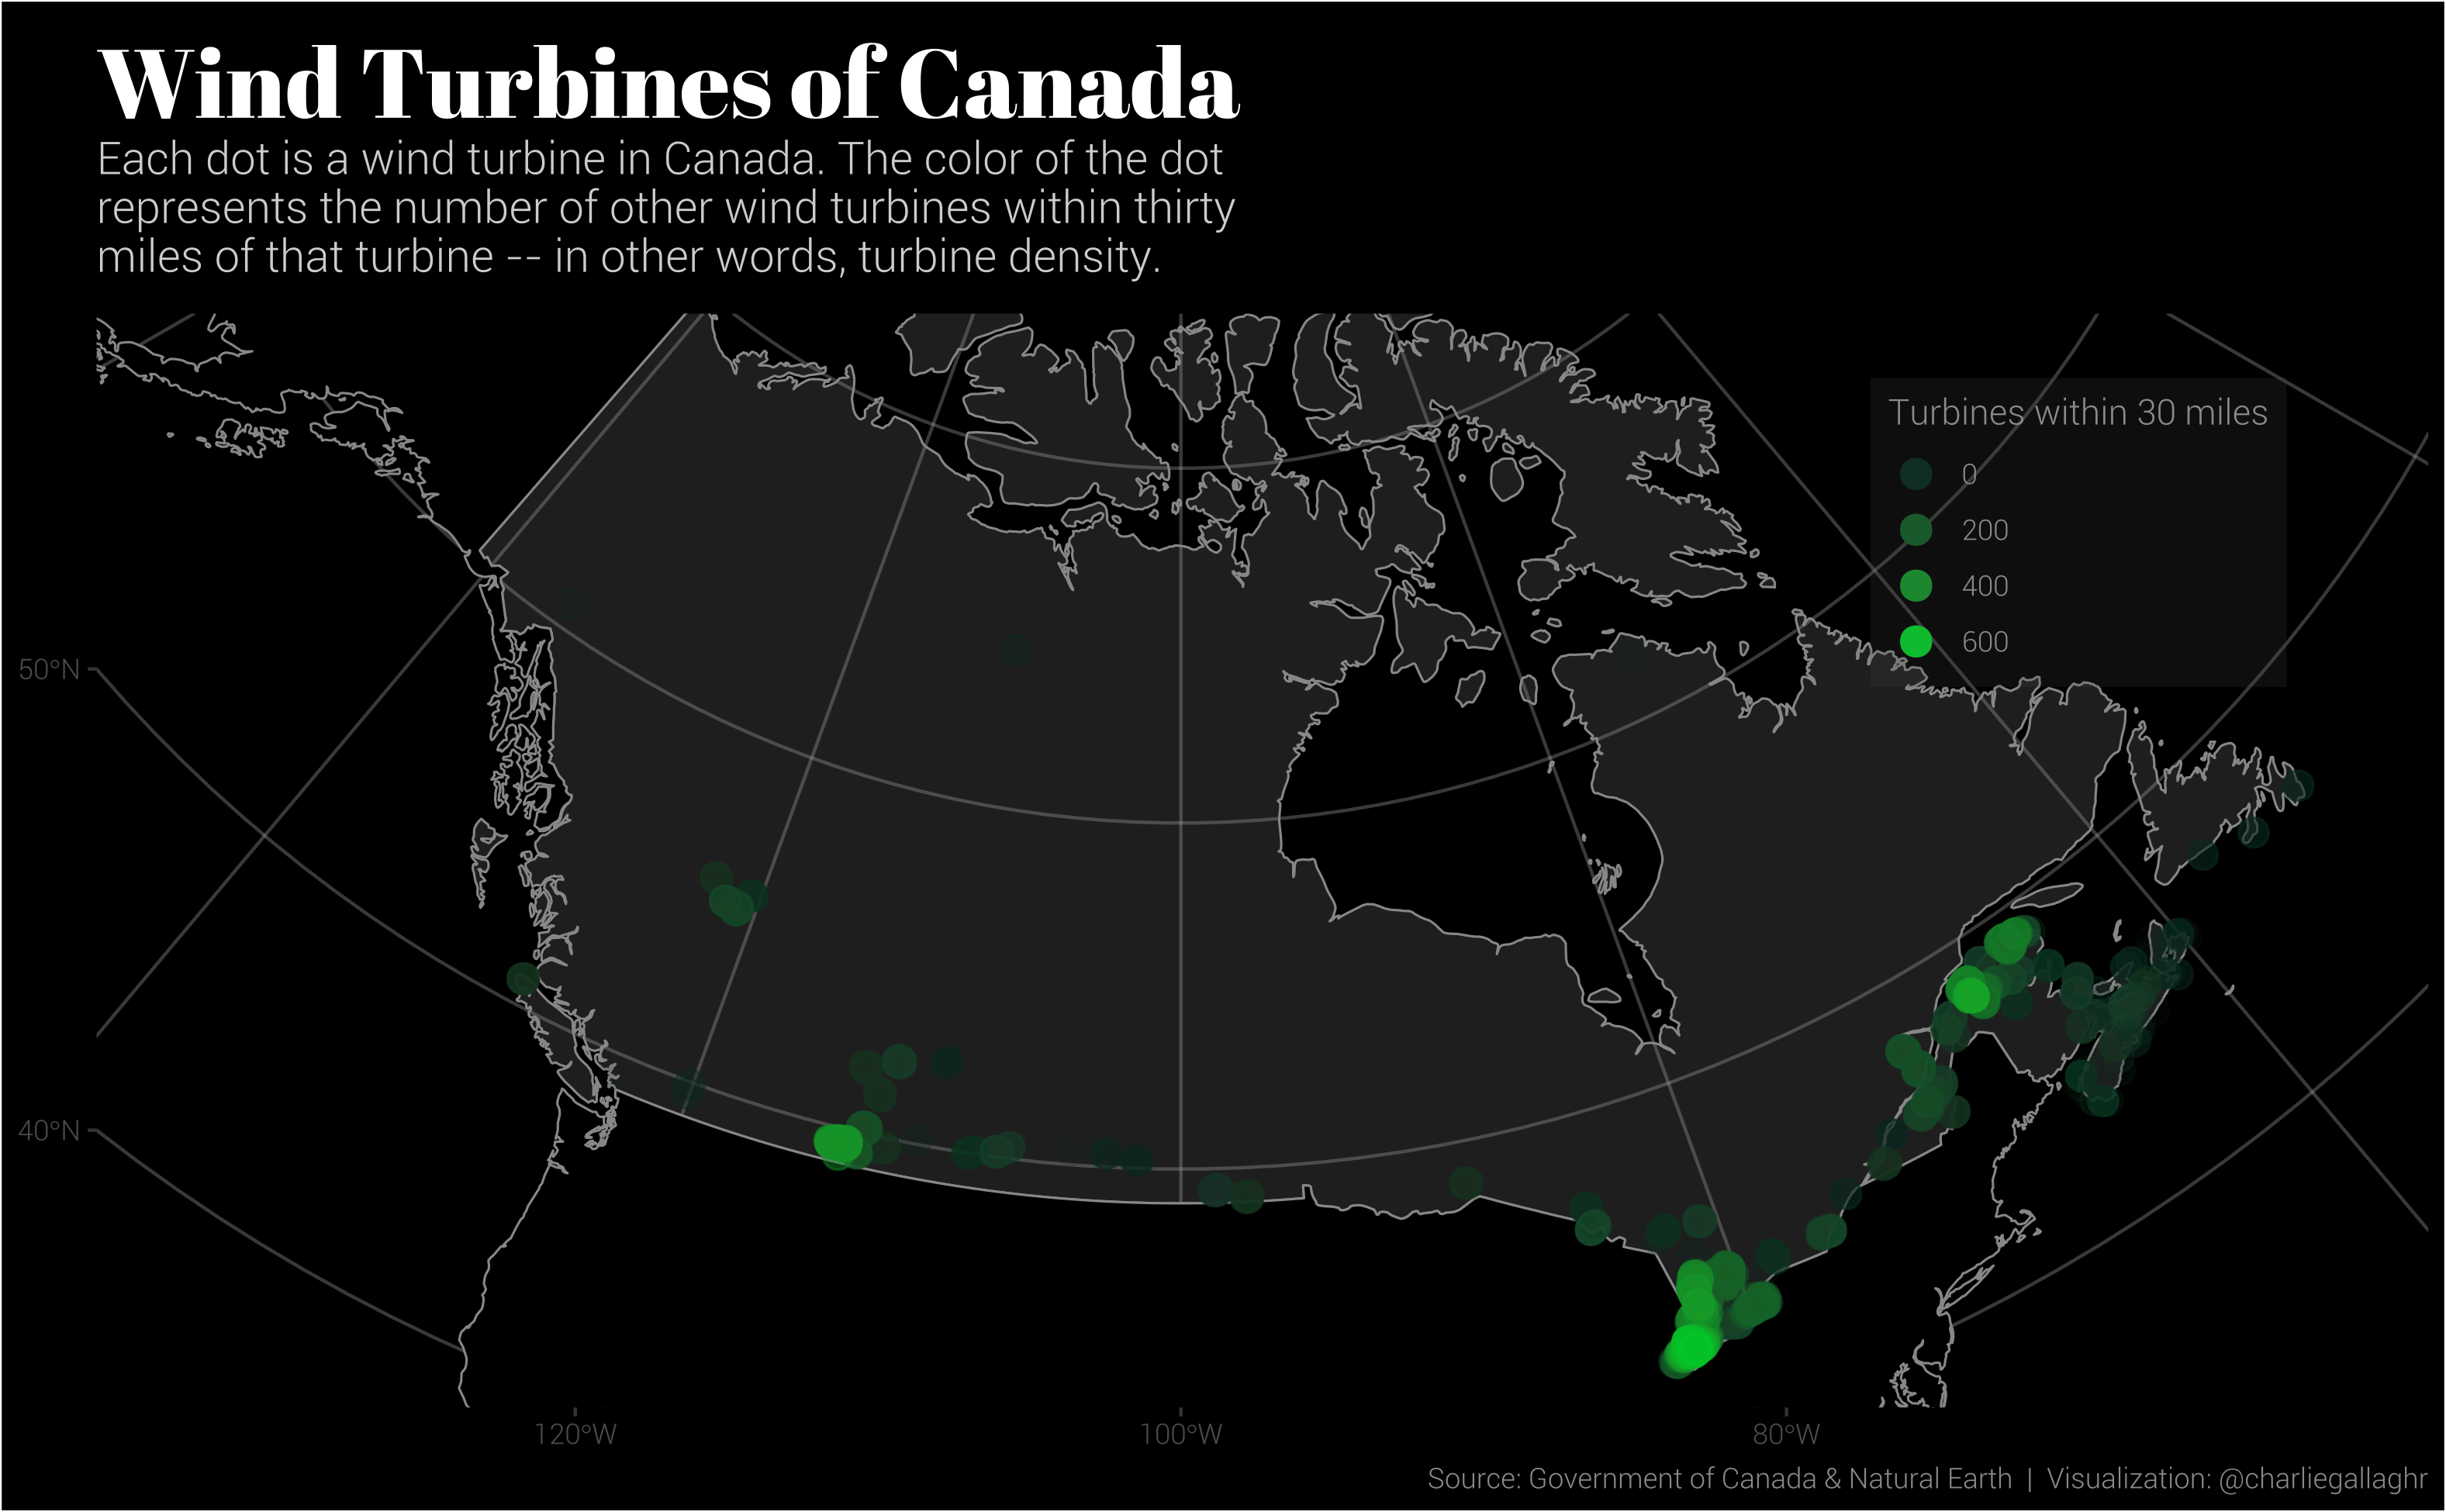 Wind Turbines of Canada
Each dot is a wind turbine in Canada. The color of the dot
represents the number of other wind turbines within thirty
miles of that turbine -- in other words, turbine density.
Turbines within 30 miles
0
200
400
600
50°N
40°N
120°W
100°W
80°W
Source: Government of Canada & Natural Earth | Visualization: @charliegallaghr